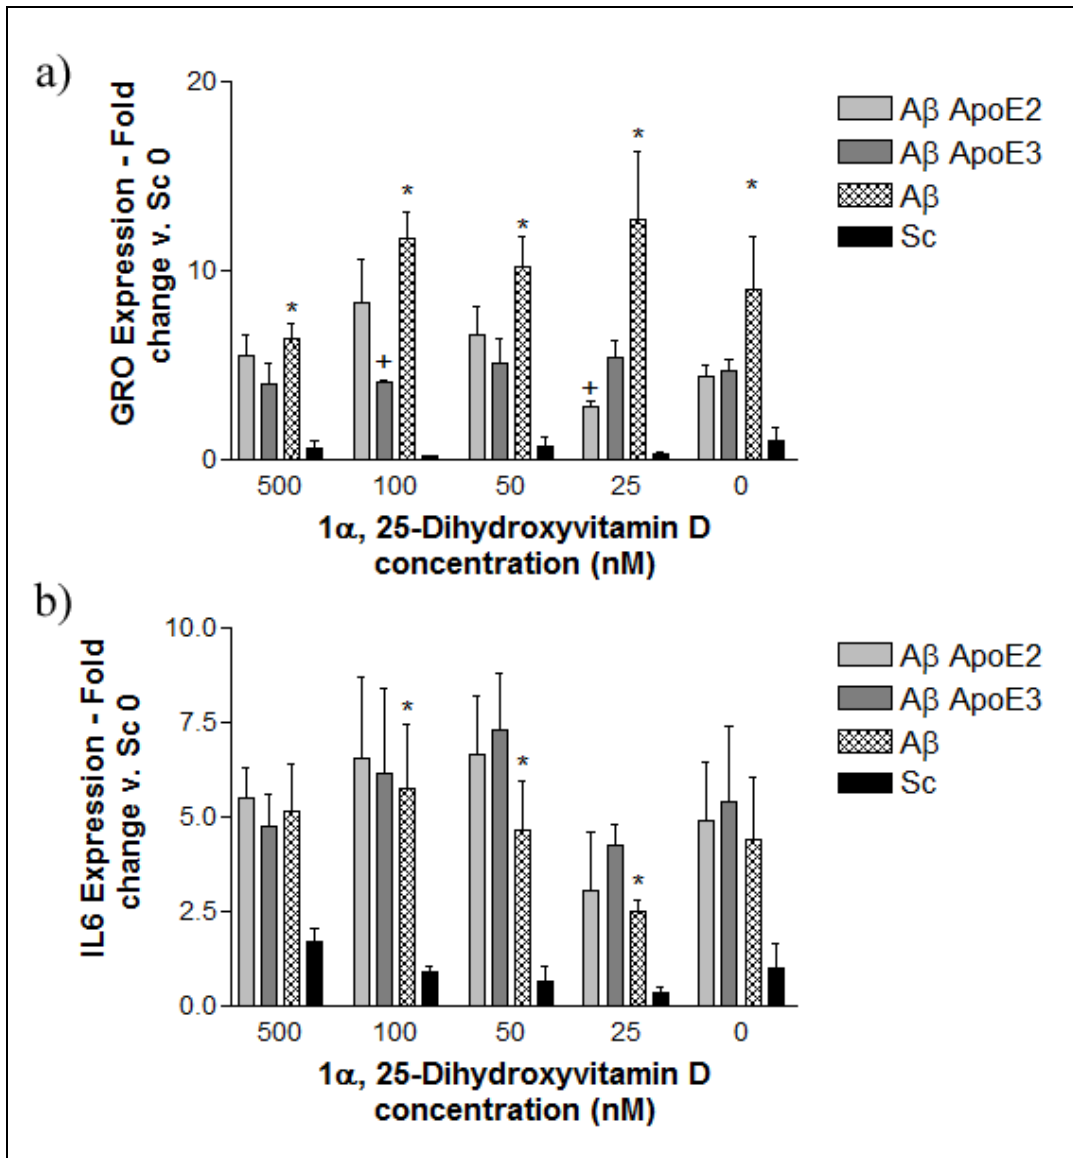 a)
GRO Expression - Fold
change v. Sc 0
20
10
0
*
*
*
*
*
+
+
500 100 50 25 0
1α, 25-Dihydroxyvitamin D
concentration (nM)
Aβ ApoE2
Aβ ApoE3
Aβ
Sc
b)
IL6 Expression - Fold
change v. Sc 0
10.0
7.5
5.0
2.5
0.0
*
*
*
500 100 50 25 0
1α, 25-Dihydroxyvitamin D
concentration (nM)
Aβ ApoE2
Aβ ApoE3
Aβ
Sc